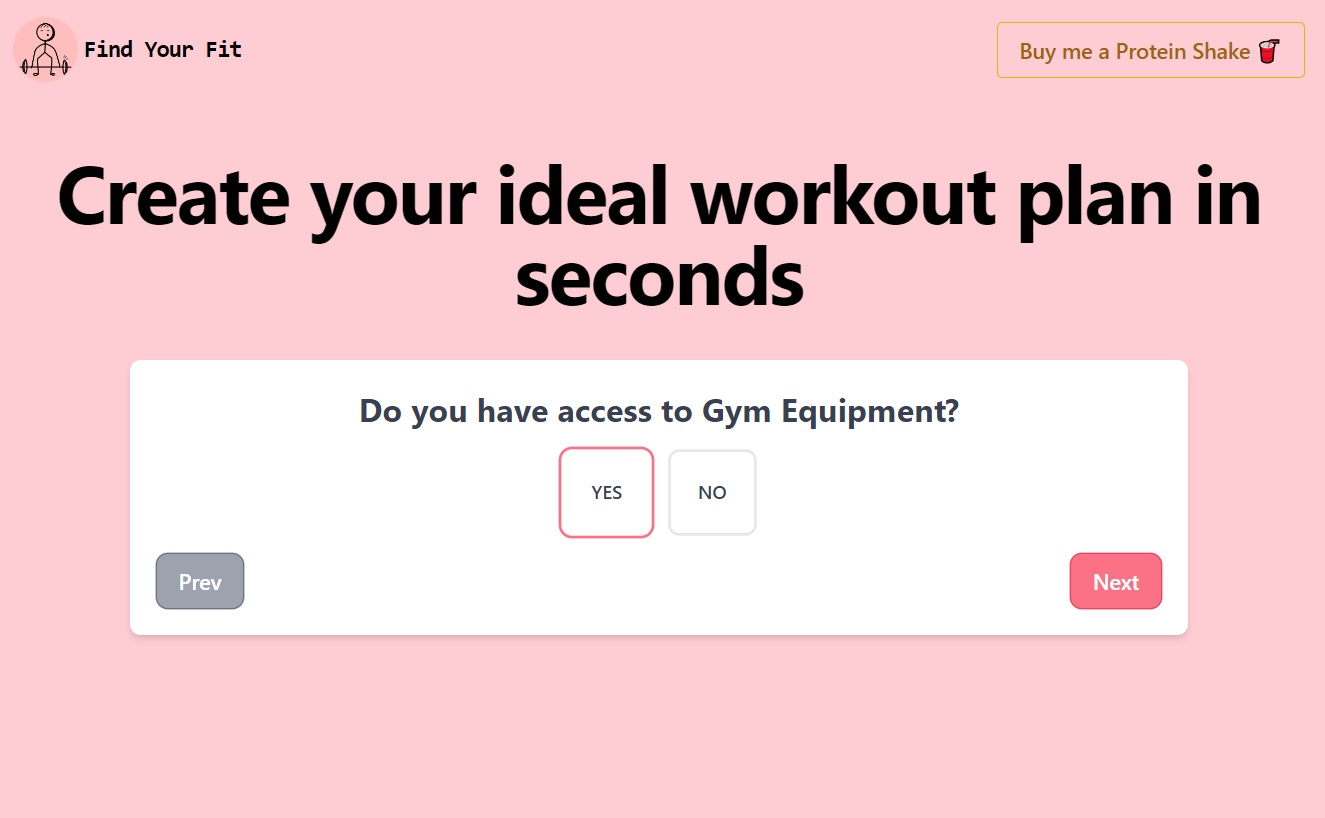 Find Your Fit
Buy me a Protein Shake
Create your ideal workout plan in
seconds
Do you have access to Gym Equipment?
YES
NO
Prev
Next